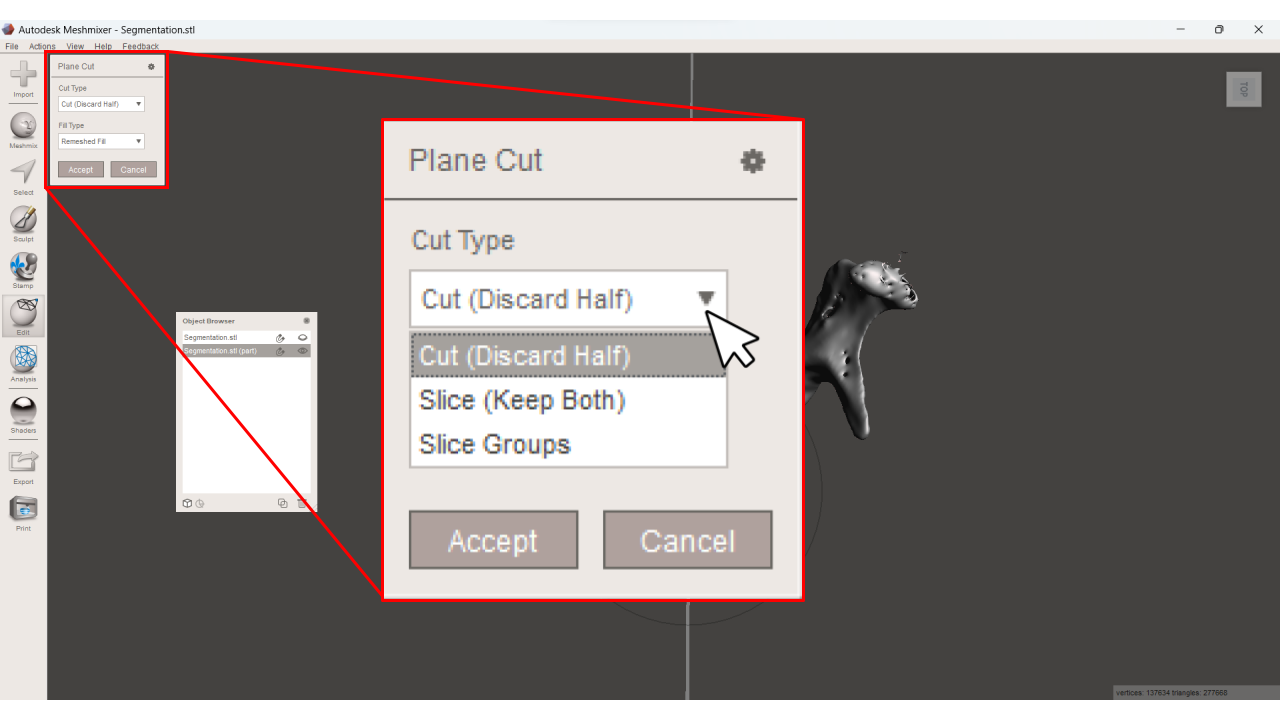 Autodesk Meshmixer - Segmentation.stl
File Actions View Help Feedback
Import
Meshmix
Select
Sculpt
Stamp
Edit
Analysis
Shaders
Export
Print
Plane Cut
Cut Type
Cut (Discard Half)
Fill Type
Remeshed Fill
Accept Cancel
Object Browser
Segmentation.stl
Segmentation.stl (part)
Plane Cut
Cut Type
Cut (Discard Half)
Cut (Discard Half)
Slice (Keep Both)
Slice Groups
Accept Cancel
TOP
vertices: 137634 triangles: 277668